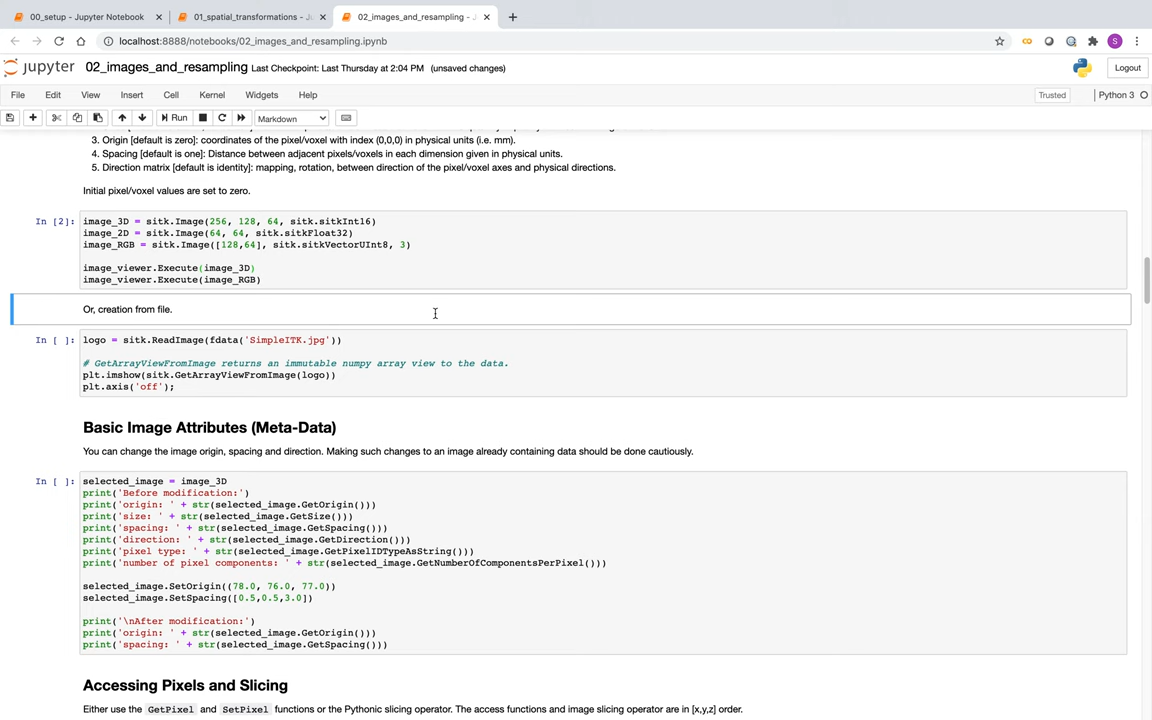 00_setup - Jupyter Notebook
01_spatial_transformations - Ju
02_images_and_resampling - J
localhost:8888/notebooks/02_images_and_resampling.ipynb
S
jupyter 02_images_and_resampling Last Checkpoint: Last Thursday at 2:04 PM (unsaved changes)
Logout
File Edit View Insert Cell Kernel Widgets Help
Trusted
Python 3
Run
Markdown
3. Origin [default is zero]: coordinates of the pixel/voxel with index (0,0,0) in physical units (i.e. mm).
4. Spacing [default is one]: Distance between adjacent pixels/voxels in each dimension given in physical units.
5. Direction matrix [default is identity]: mapping, rotation, between direction of the pixel/voxel axes and physical directions.
Initial pixel/voxel values are set to zero.
In [2]:
image_3D = sitk.Image(256, 128, 64, sitk.sitkInt16)
image_2D = sitk.Image(64, 64, sitk.sitkFloat32)
image_RGB = sitk.Image([128,64], sitk.sitkVectorUInt8, 3)
image_viewer.Execute(image_3D)
image_viewer.Execute(image_RGB)
Or, creation from file.
In [ ]:
logo = sitk.ReadImage(fdata('SimpleITK.jpg'))
# GetArrayViewFromImage returns an immutable numpy array view to the data.
plt.imshow(sitk.GetArrayViewFromImage(logo))
plt.axis('off');
Basic Image Attributes (Meta-Data)
You can change the image origin, spacing and direction. Making such changes to an image already containing data should be done cautiously.
In [ ]:
selected_image = image_3D
print('Before modification:')
print('origin: ' + str(selected_image.GetOrigin()))
print('size: ' + str(selected_image.GetSize()))
print('spacing: ' + str(selected_image.GetSpacing()))
print('direction: ' + str(selected_image.GetDirection()))
print('pixel type: ' + str(selected_image.GetPixelIDTypeAsString()))
print('number of pixel components: ' + str(selected_image.GetNumberOfComponentsPerPixel()))
selected_image.SetOrigin((78.0, 76.0, 77.0))
selected_image.SetSpacing([0.5,0.5,3.0])
print('\nAfter modification:')
print('origin: ' + str(selected_image.GetOrigin()))
print('spacing: ' + str(selected_image.GetSpacing()))
Accessing Pixels and Slicing
Either use the GetPixel and SetPixel functions or the Pythonic slicing operator. The access functions and image slicing operator are in [x,y,z] order.